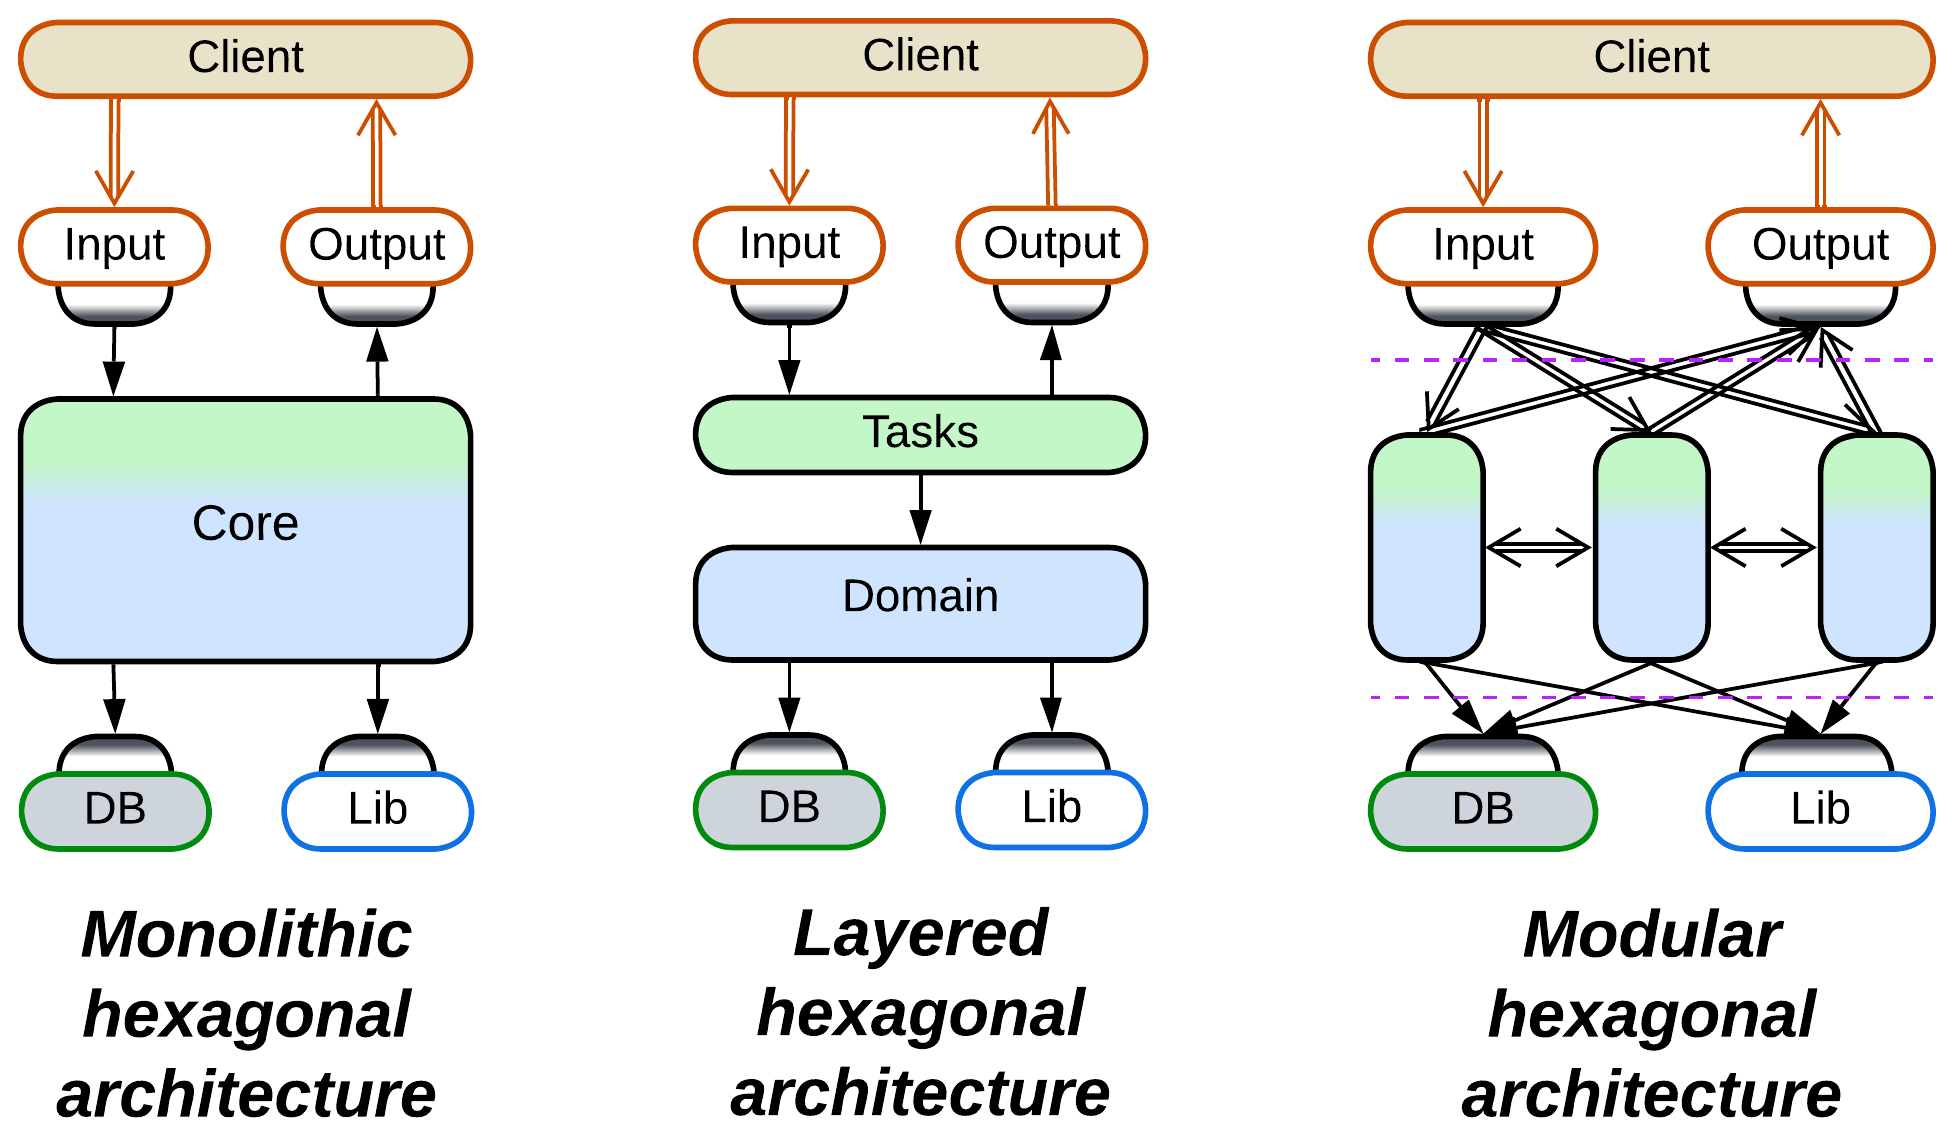 Client
Input
Output
Core
DB
Lib
Monolithic
hexagonal
architecture
Client
Input
Output
Tasks
Domain
DB
Lib
Layered
hexagonal
architecture
Client
Input
Output
DB
Lib
Modular
hexagonal
architecture